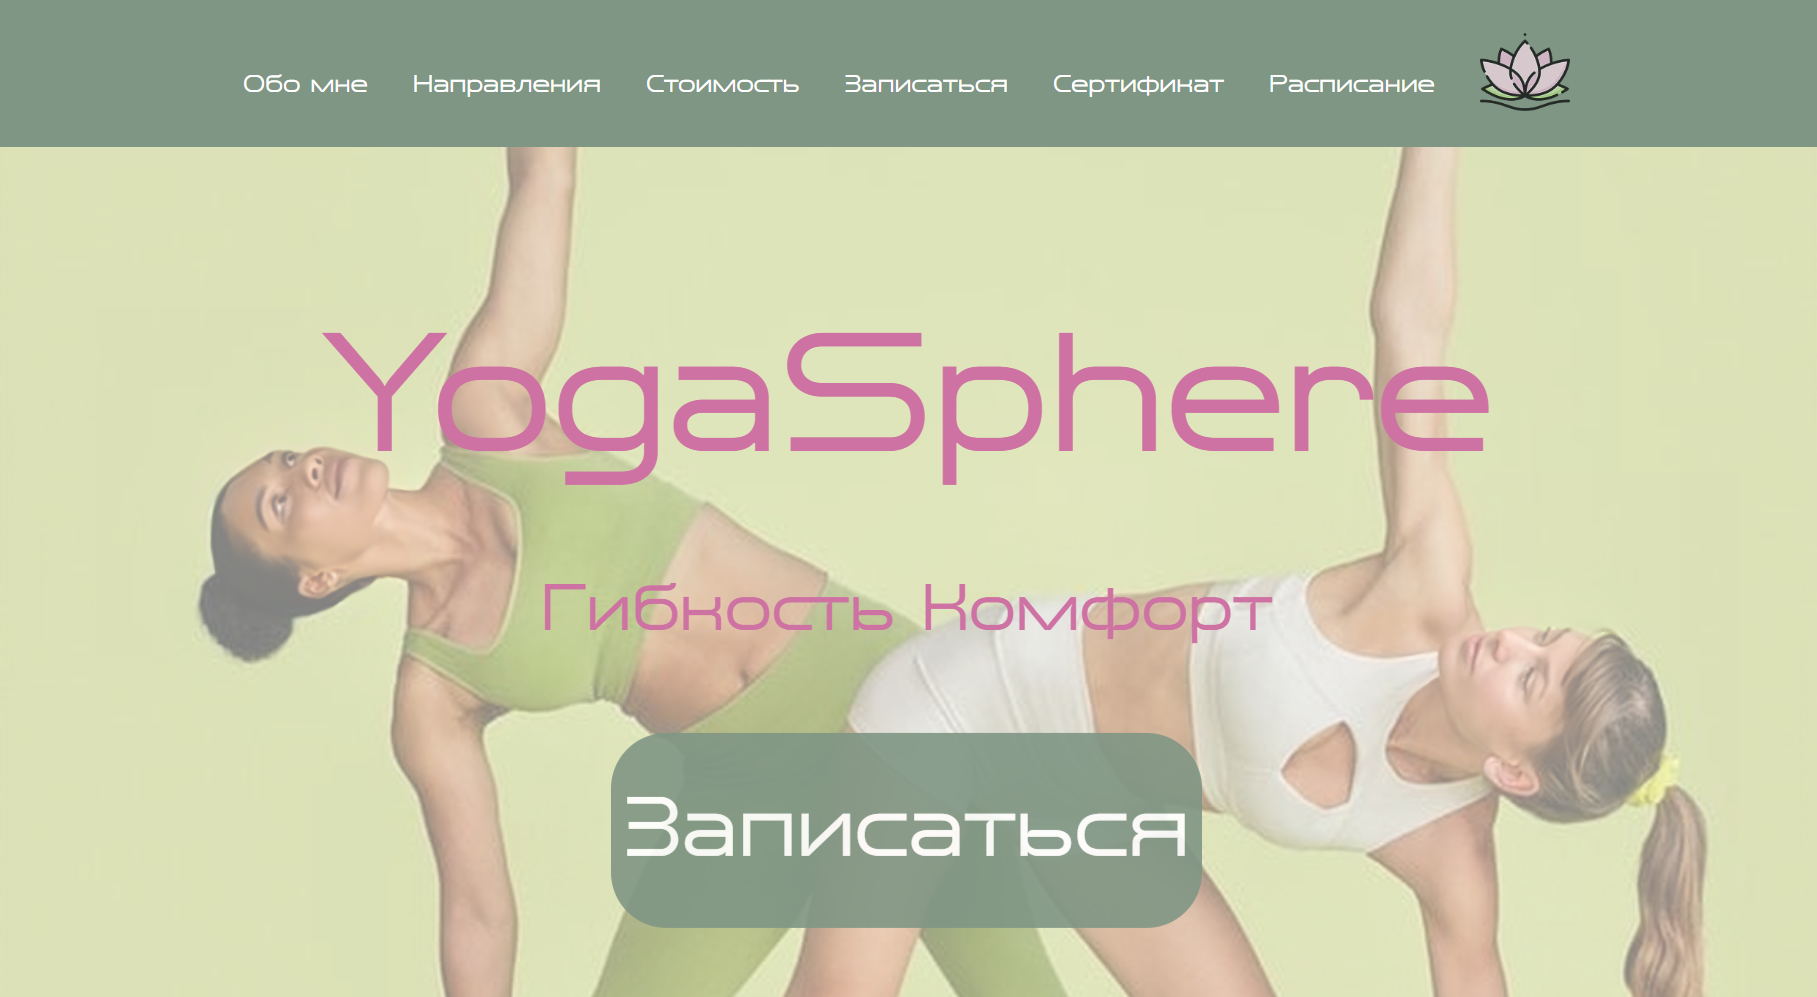 Обо мне Направления Стоимость Записаться Сертификат Расписание
YogaSphere
Гибкость Комфорт
Записаться